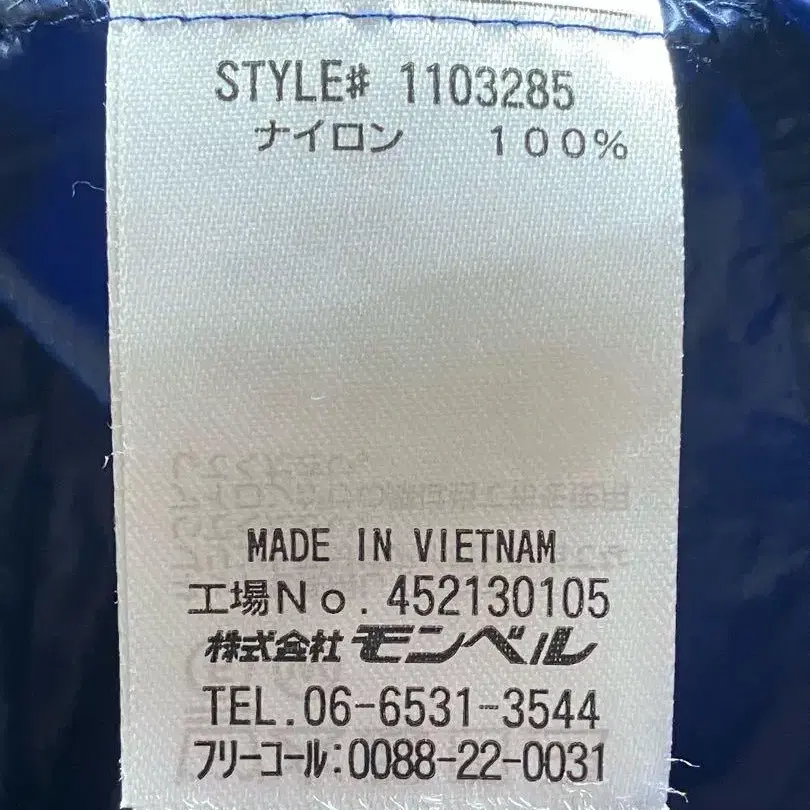 STYLE# 1103285
ナイロン 100%
MADE IN VIETNAM
工場No. 452130105
株式会社モンベル
TEL.06-6531-3544
フリーコール:0088-22-0031